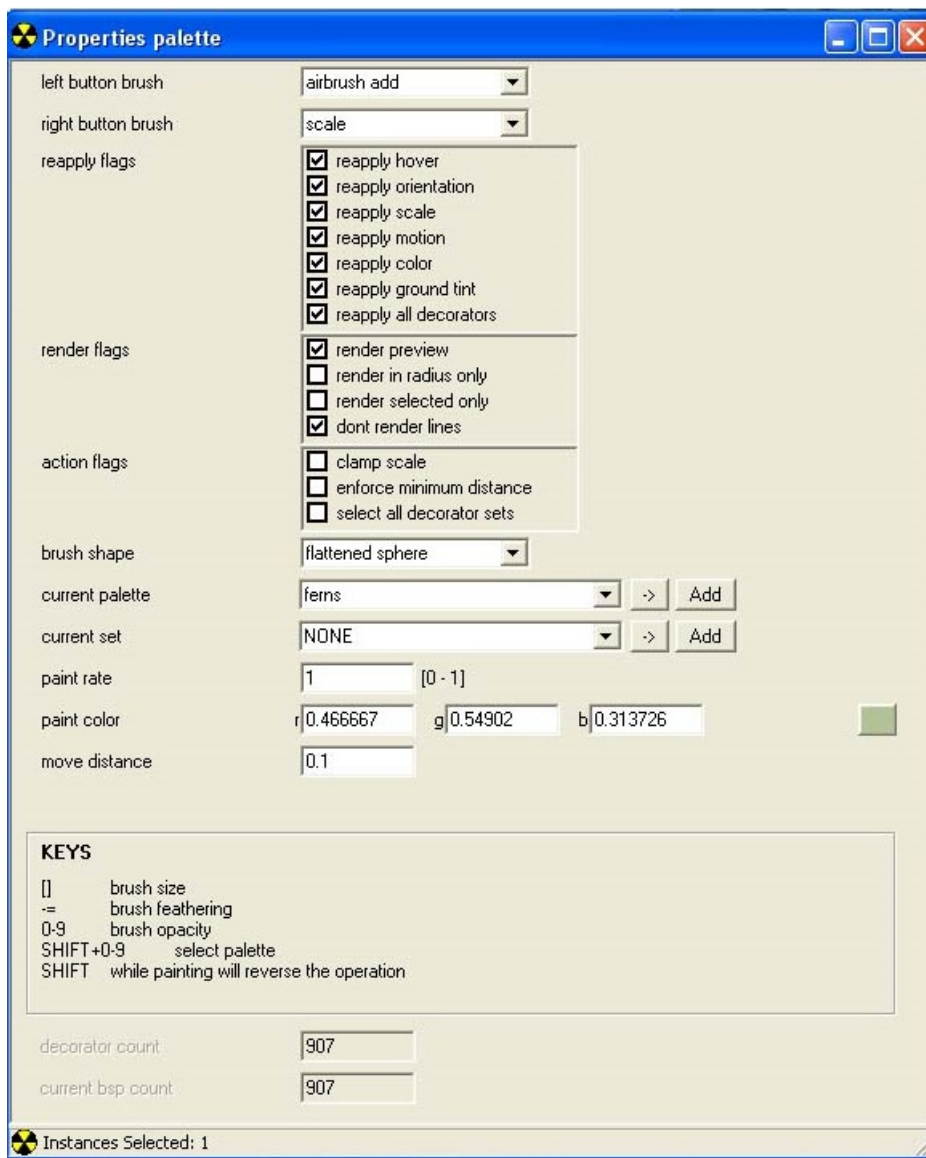 Properties palette
left button brush airbrush add
right button brush scale
reapply flags reapply hover
reapply orientation
reapply scale
reapply motion
reapply color
reapply ground tint
reapply all decorators
render flags render preview
render in radius only
render selected only
dont render lines
action flags clamp scale
enforce minimum distance
select all decorator sets
brush shape flattened sphere
current palette ferns -> Add
current set NONE -> Add
paint rate 1 [0 - 1]
paint color r 0.466667 g 0.54902 b 0.313726
move distance 0.1
KEYS
[] brush size
-= brush feathering
0-9 brush opacity
SHIFT+0-9 select palette
SHIFT while painting will reverse the operation
decorator count 907
current bsp count 907
Instances Selected: 1